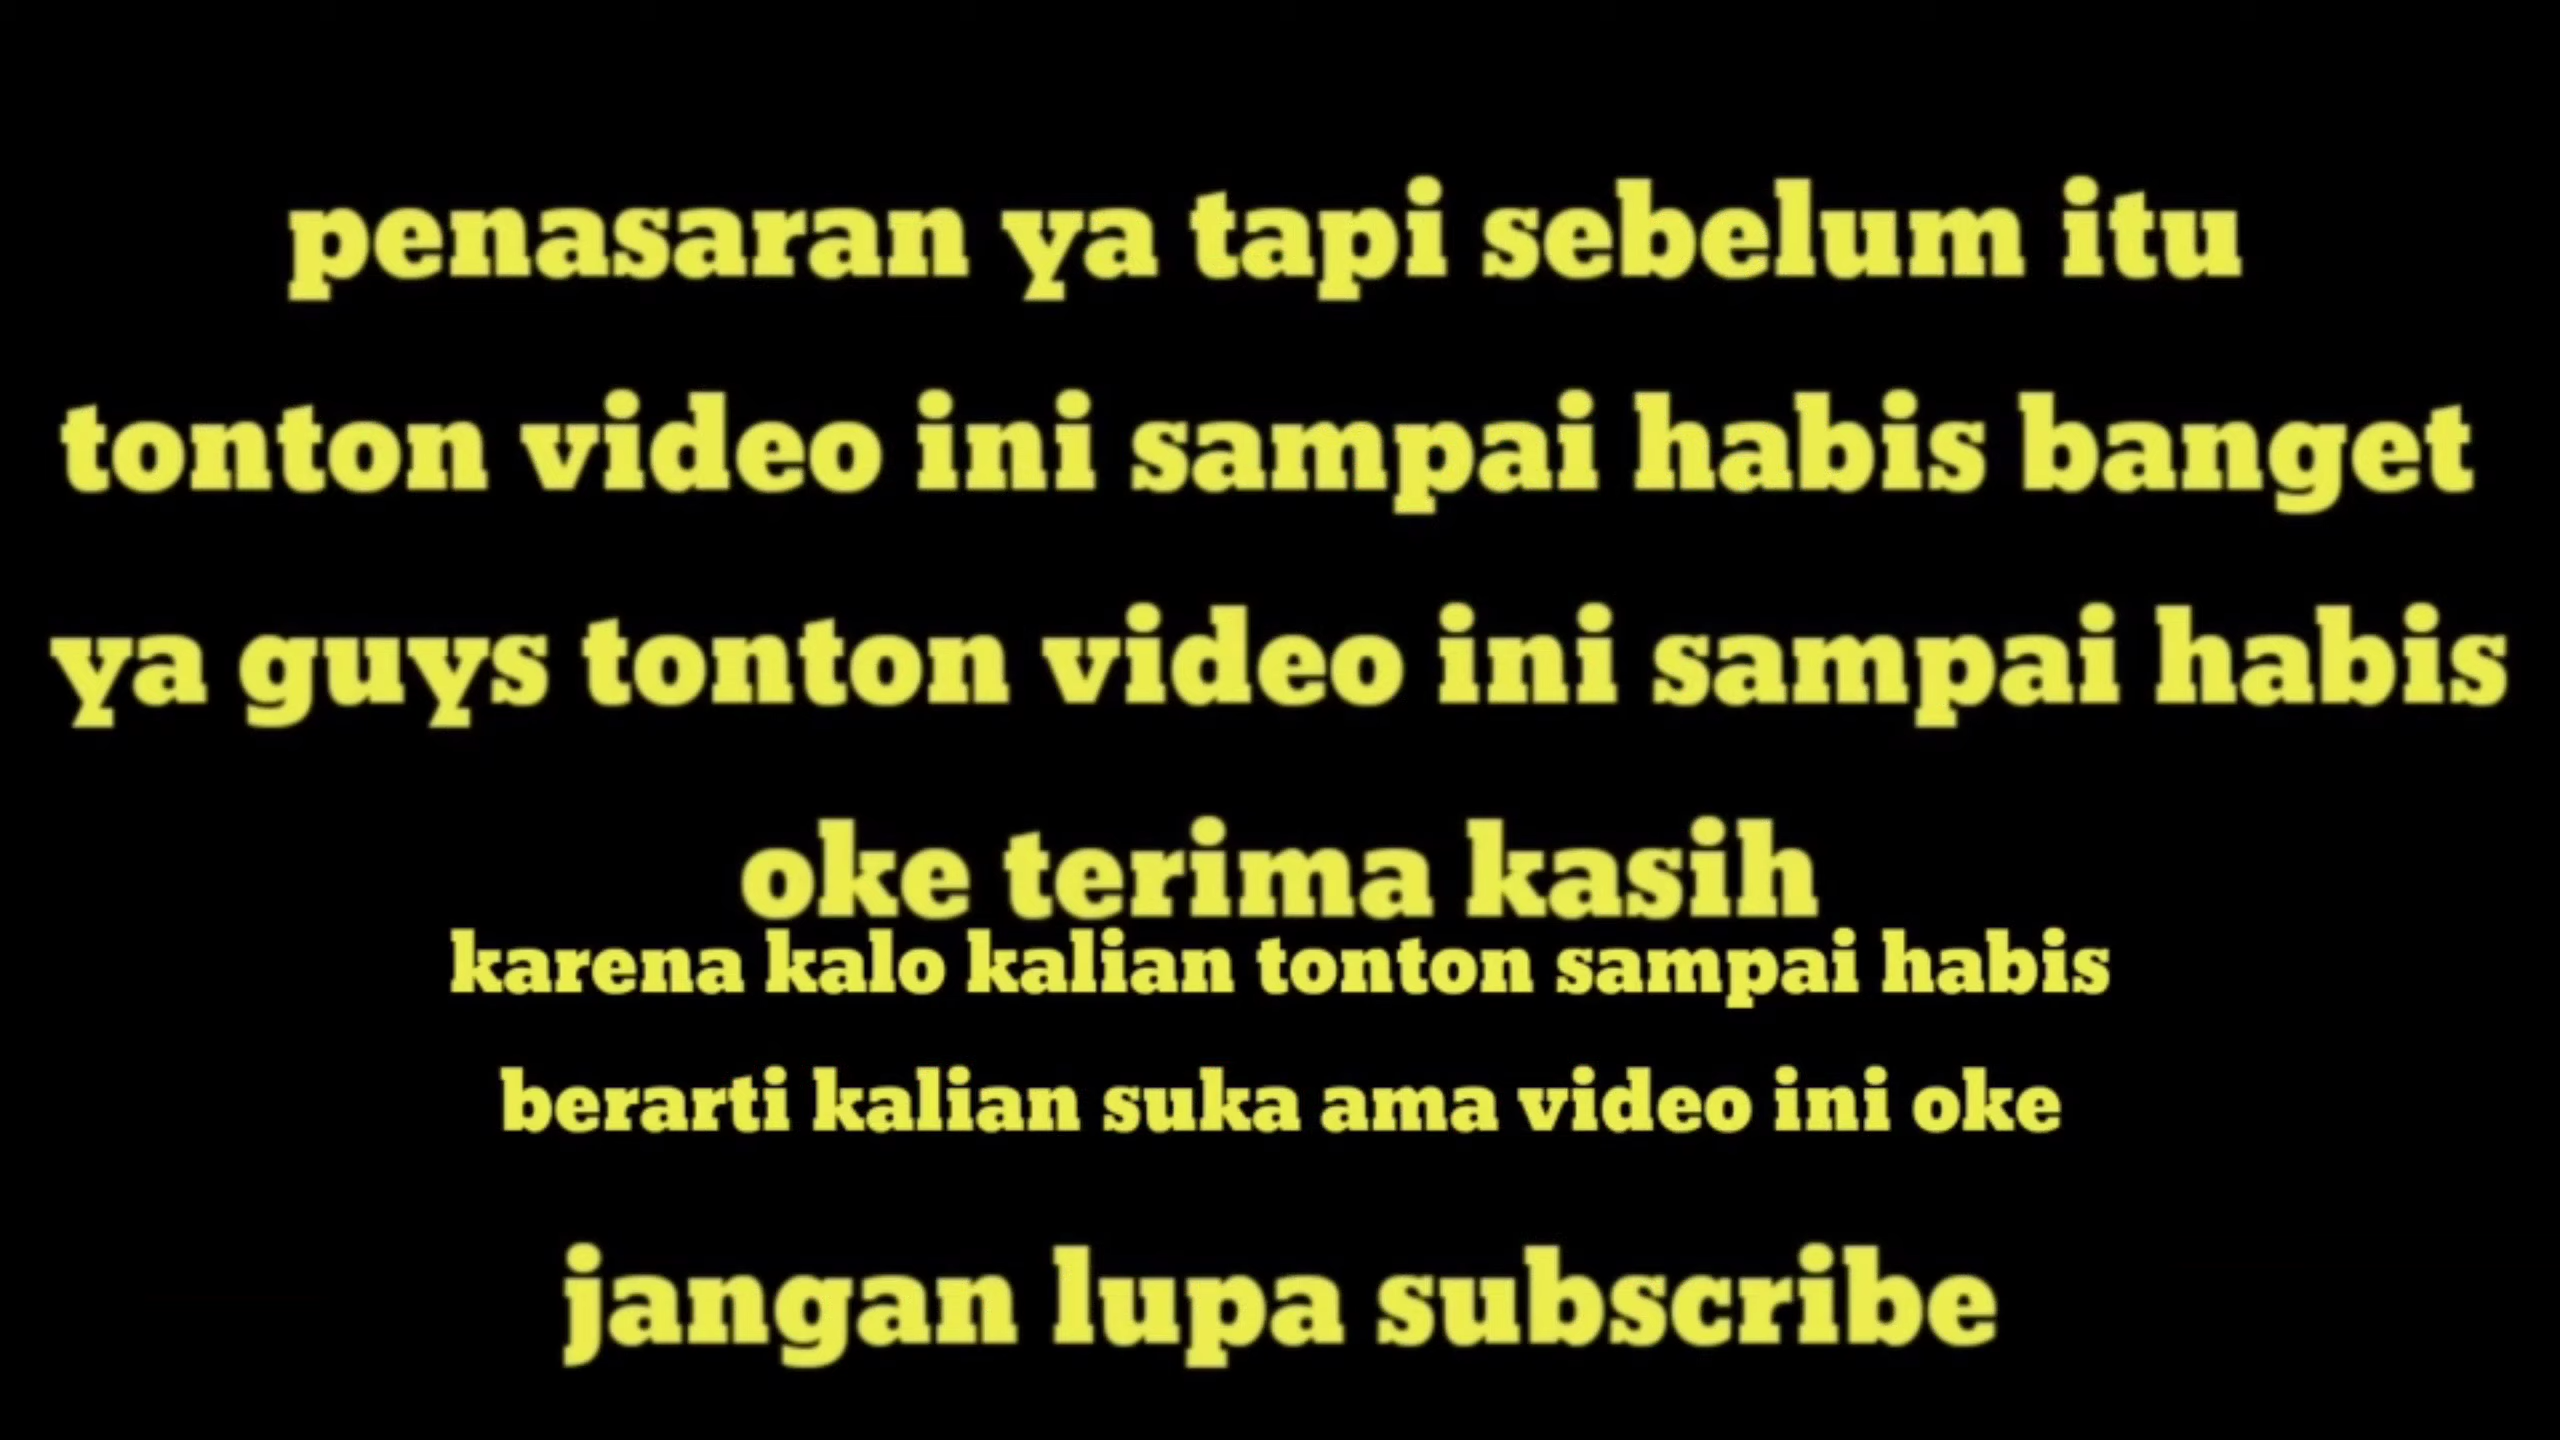 penasaran ya tapi sebelum itu
tonton video ini sampai habis banget
ya guys tonton video ini sampai habis
oke terima kasih
karena kalo kalian tonton sampai habis
berarti kalian suka ama video ini oke
jangan lupa subscribe